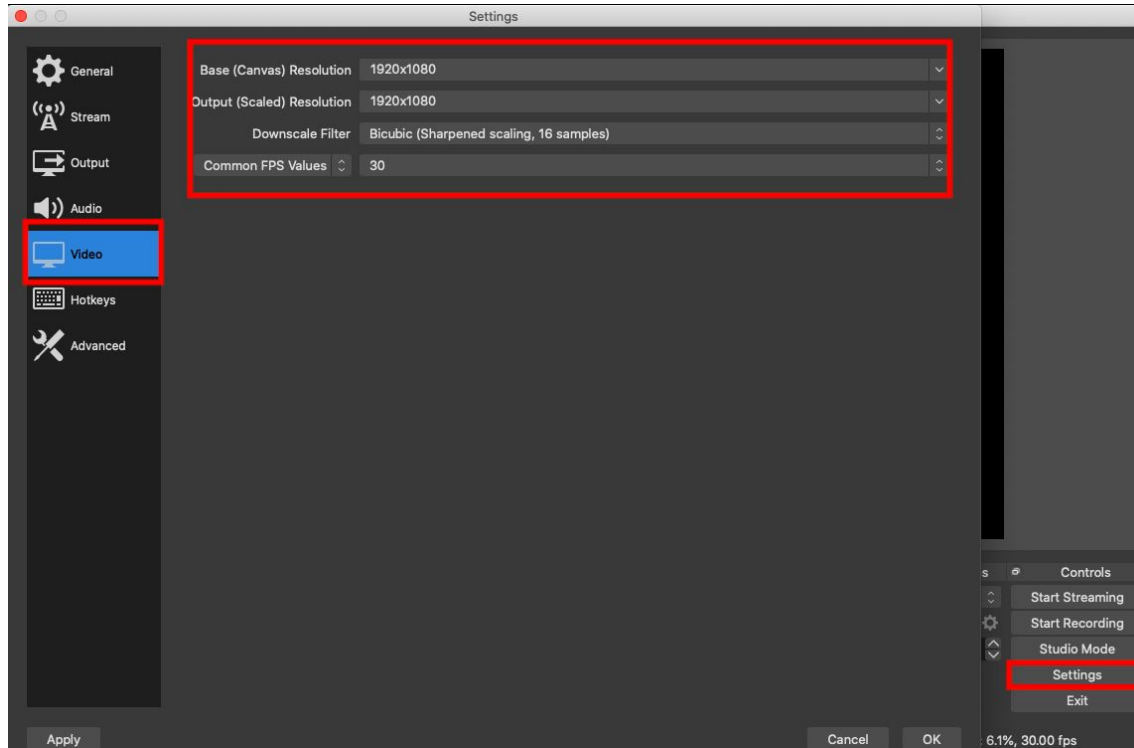 Settings
General
Stream
Output
Audio
Video
Hotkeys
Advanced
Base (Canvas) Resolution 1920x1080
Output (Scaled) Resolution 1920x1080
Downscale Filter Bicubic (Sharpened scaling, 16 samples)
Common FPS Values 30
s Controls
Start Streaming
Start Recording
Studio Mode
Settings
Exit
Apply Cancel OK 6.1%, 30.00 fps